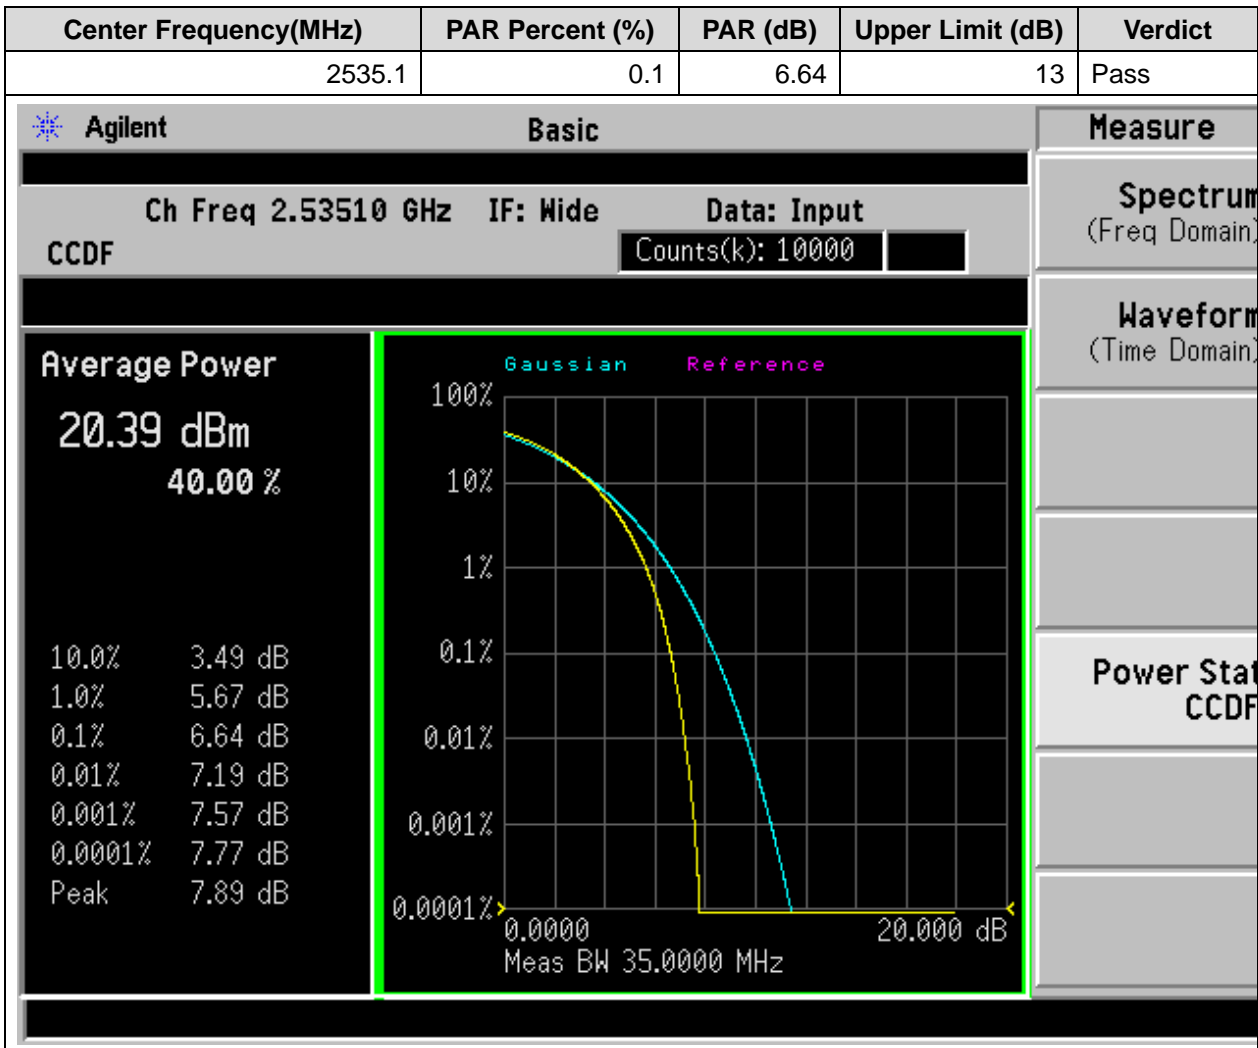 Center Frequency(MHz) PAR Percent (%) PAR (dB) Upper Limit (dB) Verdict
2535.1 0.1 6.64 13 Pass
Agilent Basic Measure
Ch Freq 2.53510 GHz IF: Wide Data: Input
CCDF Counts(k): 10000
Spectrum
(Freq Domain)
Waveform
(Time Domain)
Power Stat
CCDF
Average Power
20.39 dBm
40.00 %
10.0% 3.49 dB
1.0% 5.67 dB
0.1% 6.64 dB
0.01% 7.19 dB
0.001% 7.57 dB
0.0001% 7.77 dB
Peak 7.89 dB
Gaussian Reference
100%
10%
1%
0.1%
0.01%
0.001%
0.0001%
0.0000 20.000 dB
Meas BW 35.0000 MHz